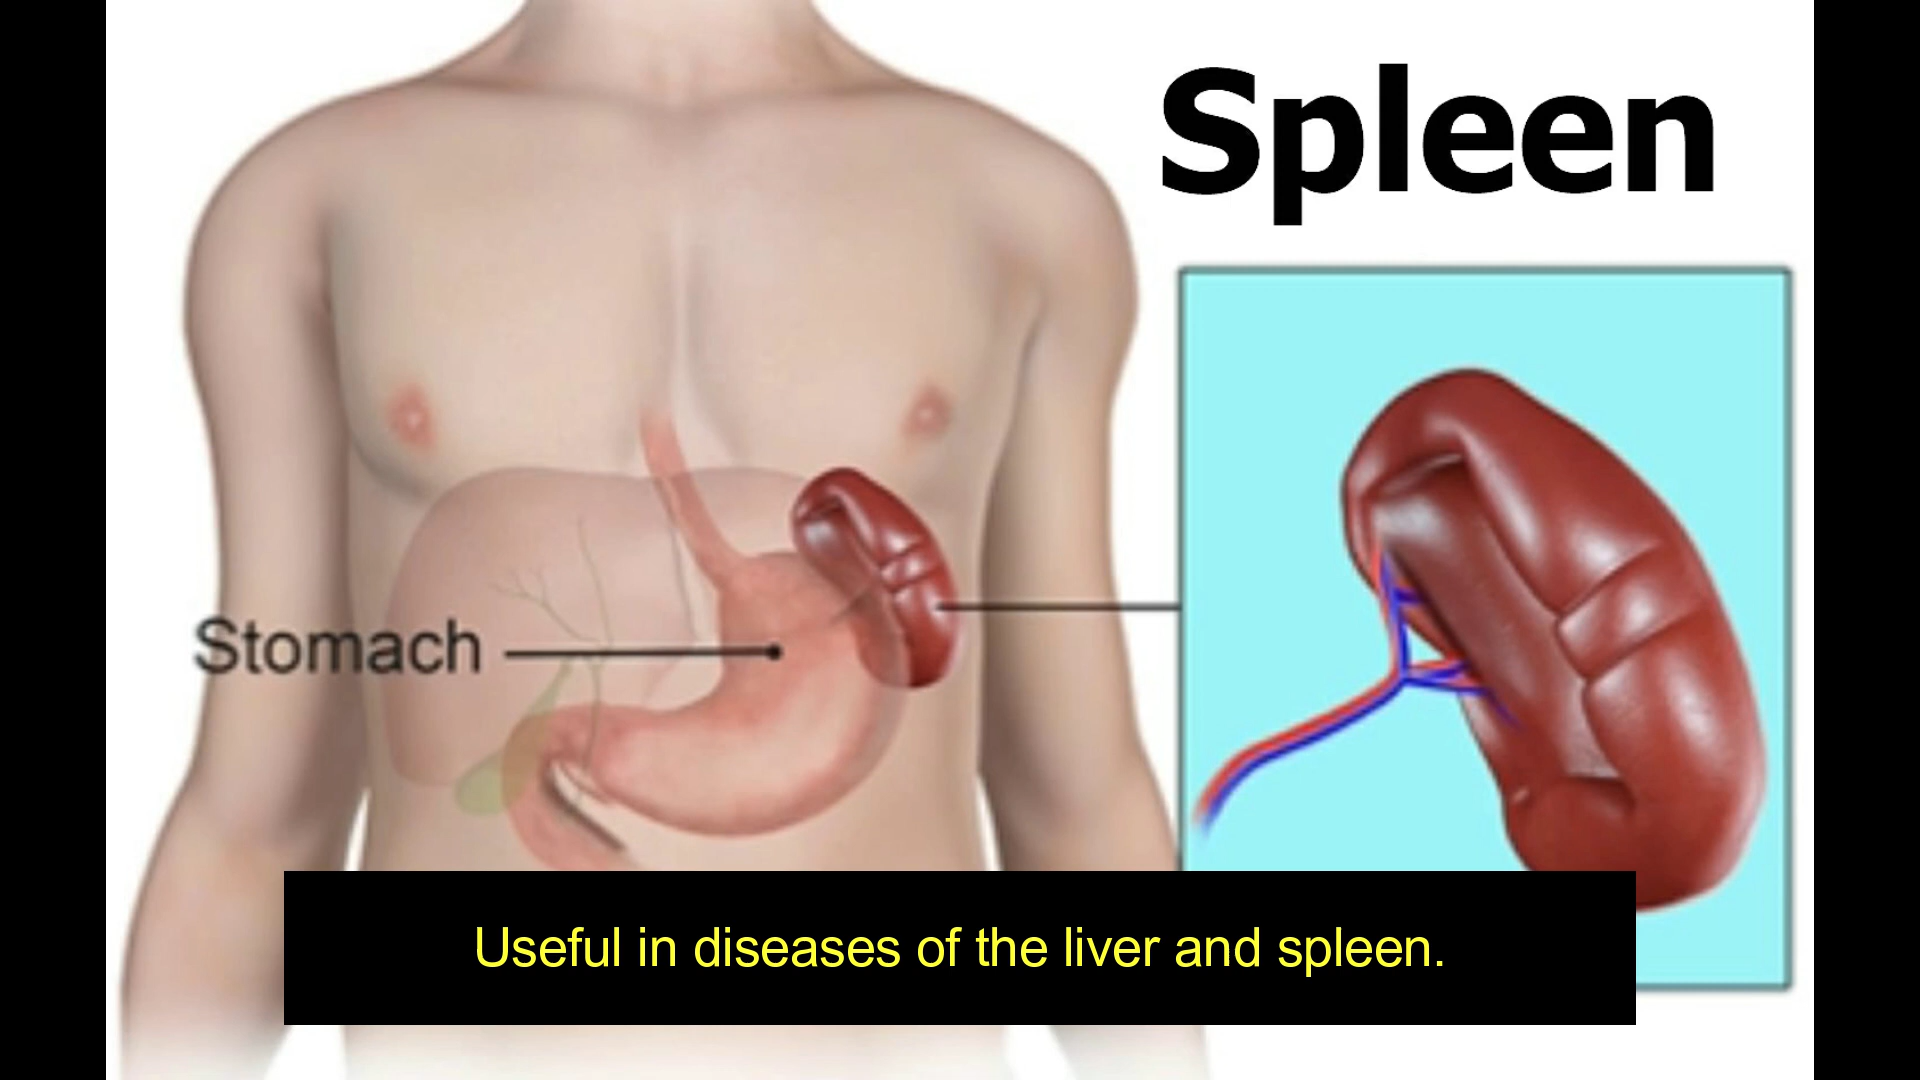 Spleen
Stomach
Useful in diseases of the liver and spleen.